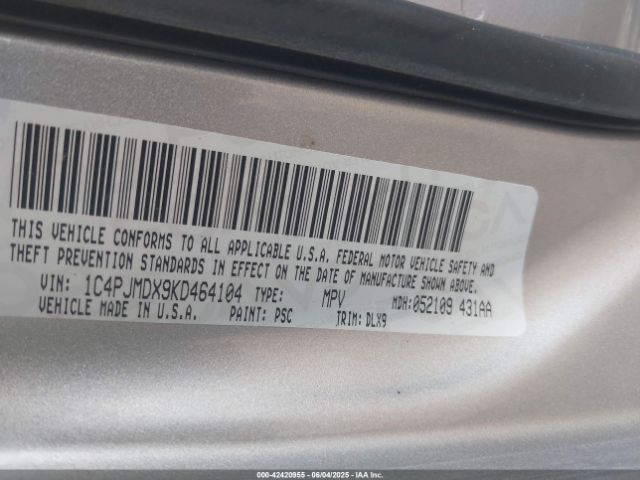 THIS VEHICLE CONFORMS TO ALL APPLICABLE U.S.A. FEDERAL MOTOR VEHICLE SAFETY AND
THEFT PREVENTION STANDARDS IN EFFECT ON THE DATE OF MANUFACTURE SHOWN ABOVE.
VIN: 1C4PJMDX9KD464104 TYPE: MPV MDH:052109 431AA
VEHICLE MADE IN U.S.A. PAINT: PSC TRIM: DLX9
000-42420955 - 06/04/2025 - IAA Inc.